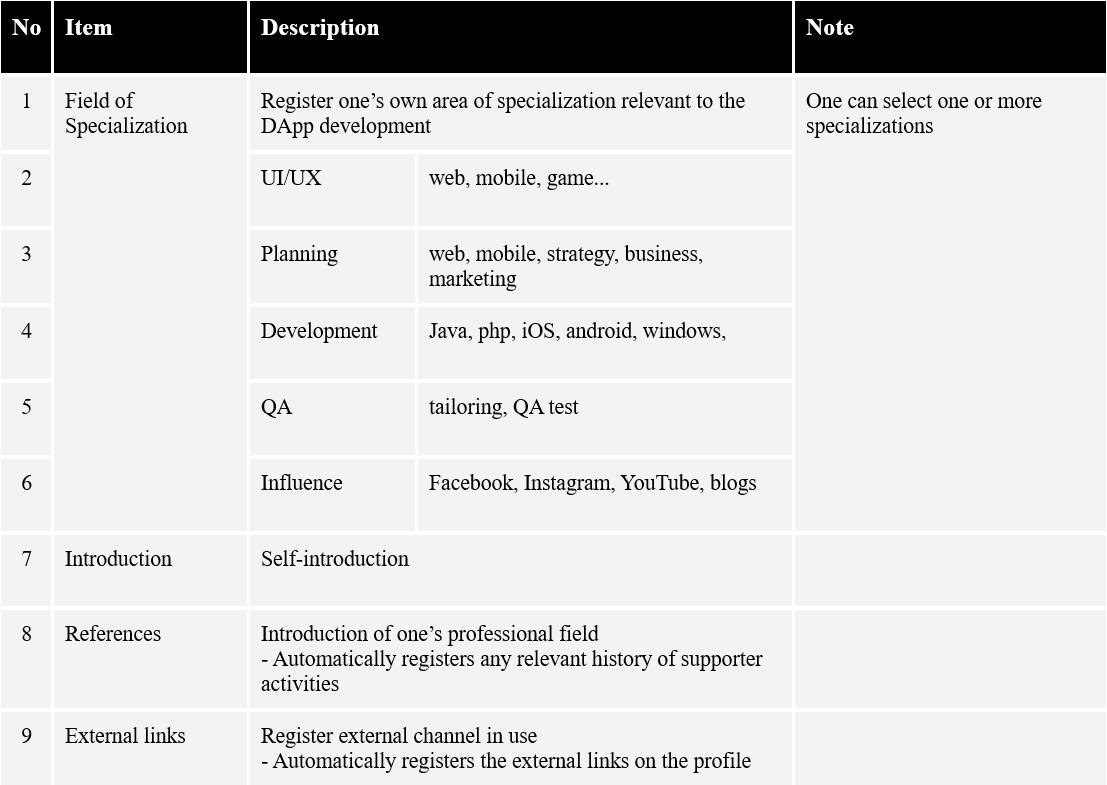 No Item Description Note
1 Field of Specialization Register one’s own area of specialization relevant to the DApp development One can select one or more specializations
2 UI/UX web, mobile, game...
3 Planning web, mobile, strategy, business, marketing
4 Development Java, php, iOS, android, windows,
5 QA tailoring, QA test
6 Influence Facebook, Instagram, YouTube, blogs
7 Introduction Self-introduction
8 References Introduction of one’s professional field
- Automatically registers any relevant history of supporter
activities
9 External links Register external channel in use
- Automatically registers the external links on the profile